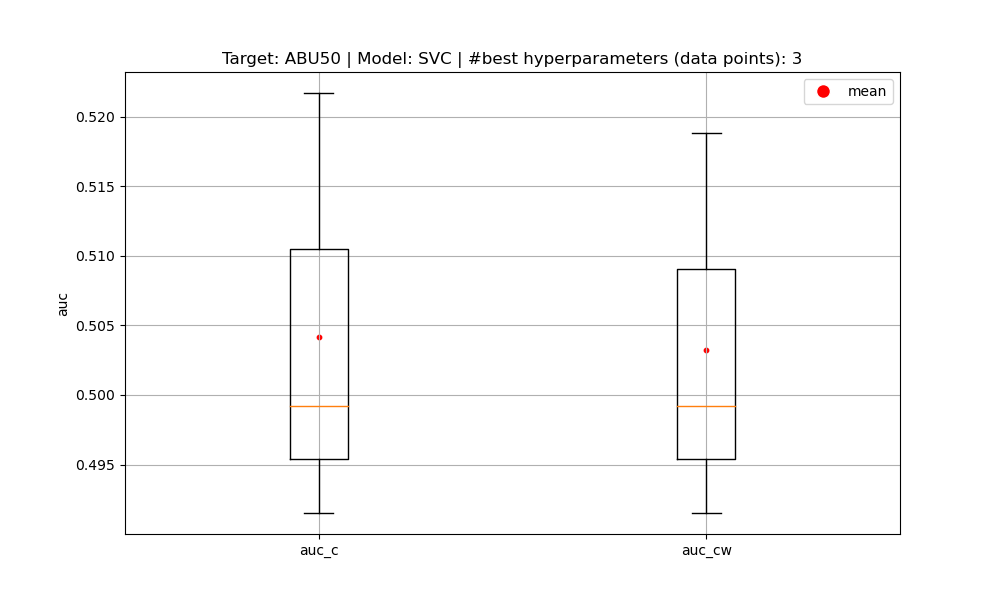 Target: ABU50 | Model: SVC | #best hyperparameters (data points): 3
mean
0.520
0.515
0.510
0.505
0.500
0.495
auc
auc_c
auc_cw